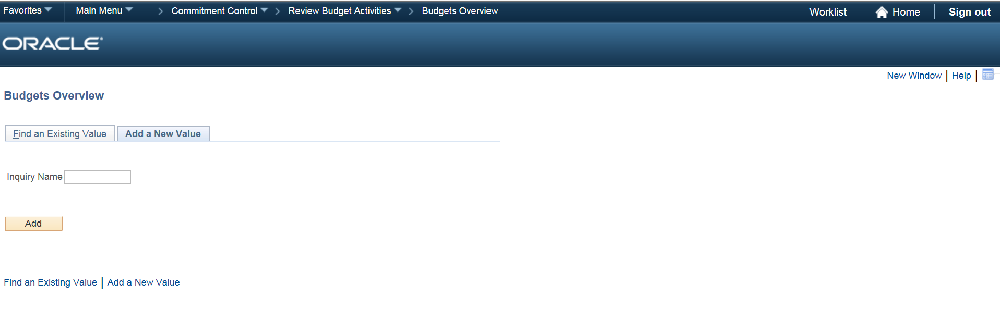 Favorites Main Menu > Commitment Control > Review Budget Activities > Budgets Overview Worklist Home Sign out
ORACLE®
New Window | Help |
Budgets Overview
Find an Existing Value Add a New Value
Inquiry Name
Add
Find an Existing Value | Add a New Value